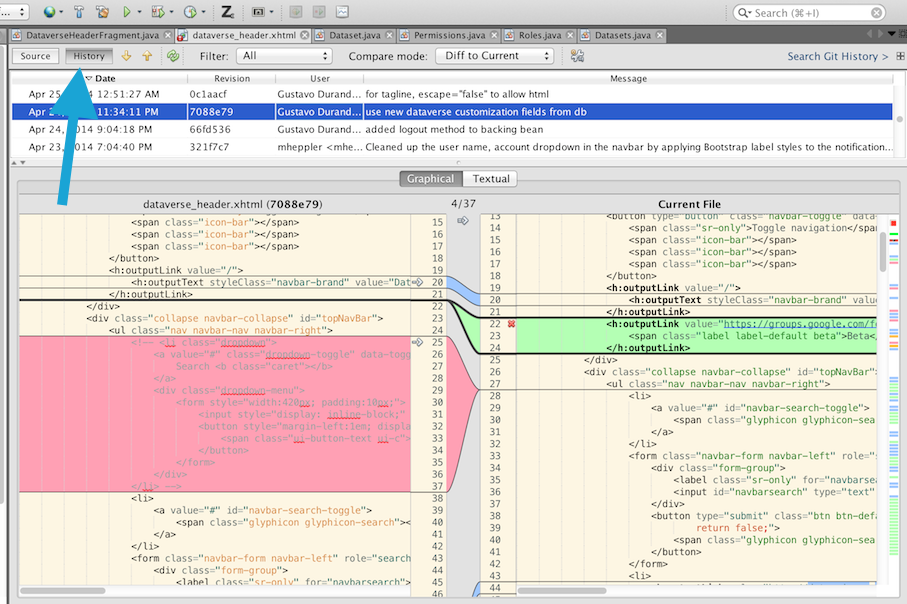 Search (⌘+I)
DataverseHeaderFragment.java dataverse_header.xhtml Dataset.java Permissions.java Roles.java Datasets.java
Source History Filter: All Compare mode: Diff to Current Search Git History >
Date Revision User Message
Apr 25 12:51:27 AM 0c1aacf Gustavo Durand... for tagline, escape="false" to allow html
Apr 11:34:11 PM 7088e79 Gustavo Durand... use new dataverse customization fields from db
Apr 24, 2014 9:04:18 PM 66fd536 Gustavo Durand... added logout method to backing bean
Apr 23, 2014 7:04:40 PM 321f7c7 mheppler <mhe... Cleaned up the user name, account dropdown in the navbar by applying Bootstrap label styles to the notification...
Graphical Textual
dataverse_header.xhtml (7088e79) 4/37 Current File
<span class="icon-bar"></span> 15
<span class="icon-bar"></span> 16
<span class="icon-bar"></span> 17
</button> 18
<h:outputLink value="/"> 19
<h:outputText styleClass="navbar-brand" value="Dat 20
</h:outputLink> 21
</div> 22
<div class="collapse navbar-collapse" id="topNavBar"> 23
<ul class="nav navbar-nav navbar-right"> 24
<!-- <li class="dropdown"> 25
<a value="#" class="dropdown-toggle" data-tog 26
Search <b class="caret"></b> 27
</a> 28
<div class="dropdown-menu"> 29
<form style="width:420px; padding:10px;"> 30
<input style="display: inline-block;" 31
<button style="margin-left:1em; displa 32
<span class="ui-button-text ui-c"> 33
</button> 34
</form> 35
</div> 36
</li> --> 37
<li> 38
<a value="#" id="navbar-search-toggle"> 39
<span class="glyphicon glyphicon-search">< 40
</a> 41
</li> 42
<form class="navbar-form navbar-left" role="search 43
<div class="form-group"> 44
<label class="sr-only" for="navbarsearch"> 45
46
13 <button type="button" class="navbar-toggle" data-
14 <span class="sr-only">Toggle navigation</span
15 <span class="icon-bar"></span>
16 <span class="icon-bar"></span>
17 <span class="icon-bar"></span>
18 </button>
19 <h:outputLink value="/">
20 <h:outputText styleClass="navbar-brand" value
21 </h:outputLink>
22 <h:outputLink value="https://groups.google.com/fo
23 <span class="label label-default beta">Beta</
24 </h:outputLink>
25 </div>
26 <div class="collapse navbar-collapse" id="topNavBar">
27 <ul class="nav navbar-nav navbar-right">
28 <li>
29 <a value="#" id="navbar-search-toggle">
30 <span class="glyphicon glyphicon-sea
31 </a>
32 </li>
33 <form class="navbar-form navbar-left" role="s
34 <div class="form-group">
35 <label class="sr-only" for="navbarsea
36 <input id="navbarsearch" type="text"
37 </div>
38 <button type="submit" class="btn btn-defa
39 return false;">
40 <span class="glyphicon glyphicon-sea
41 </button>
42 </form>
43 <li>
44